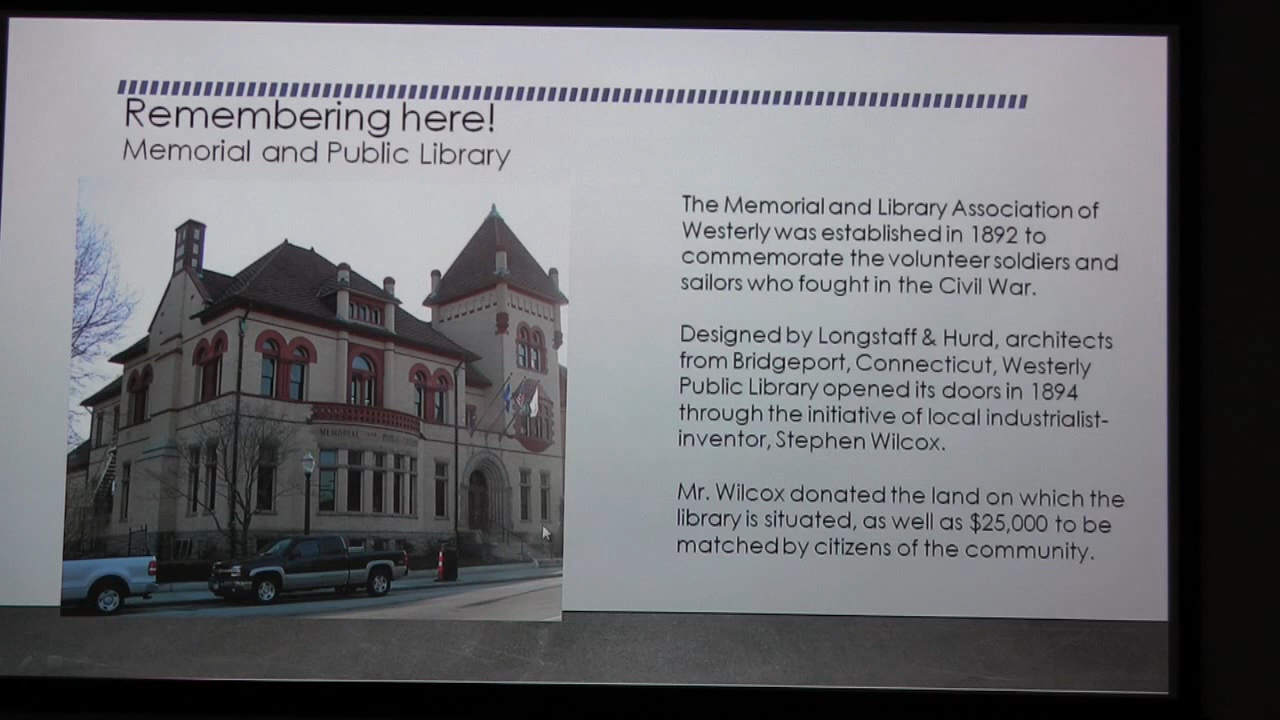 Remembering here!
Memorial and Public Library
The Memorial and Library Association of
Westerly was established in 1892 to
commemorate the volunteer soldiers and
sailors who fought in the Civil War.
Designed by Longstaff & Hurd, architects
from Bridgeport, Connecticut, Westerly
Public Library opened its doors in 1894
through the initiative of local industrialist-
inventor, Stephen Wilcox.
Mr. Wilcox donated the land on which the
library is situated, as well as $25,000 to be
matched by citizens of the community.
MEMORIAL AND PUBLIC LIBRARY